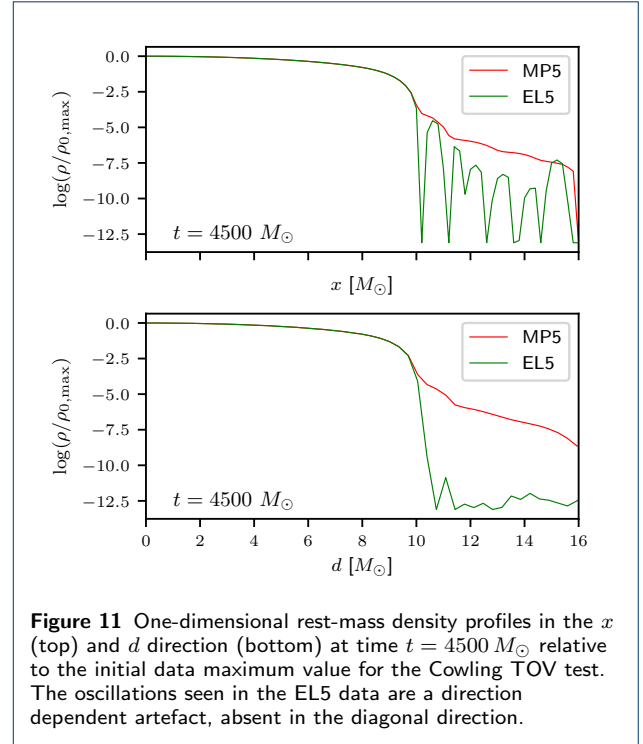 0.0
−2.5
−5.0
−7.5
−10.0
−12.5
log(ρ/ρ0,max)
MP5
EL5
t = 4500 M⊙
x [M⊙]
0.0
−2.5
−5.0
−7.5
−10.0
−12.5
log(ρ/ρ0,max)
MP5
EL5
t = 4500 M⊙
0 2 4 6 8 10 12 14 16
d [M⊙]
Figure 11 One-dimensional rest-mass density profiles in the x
(top) and d direction (bottom) at time t = 4500 M⊙ relative
to the initial data maximum value for the Cowling TOV test.
The oscillations seen in the EL5 data are a direction
dependent artefact, absent in the diagonal direction.